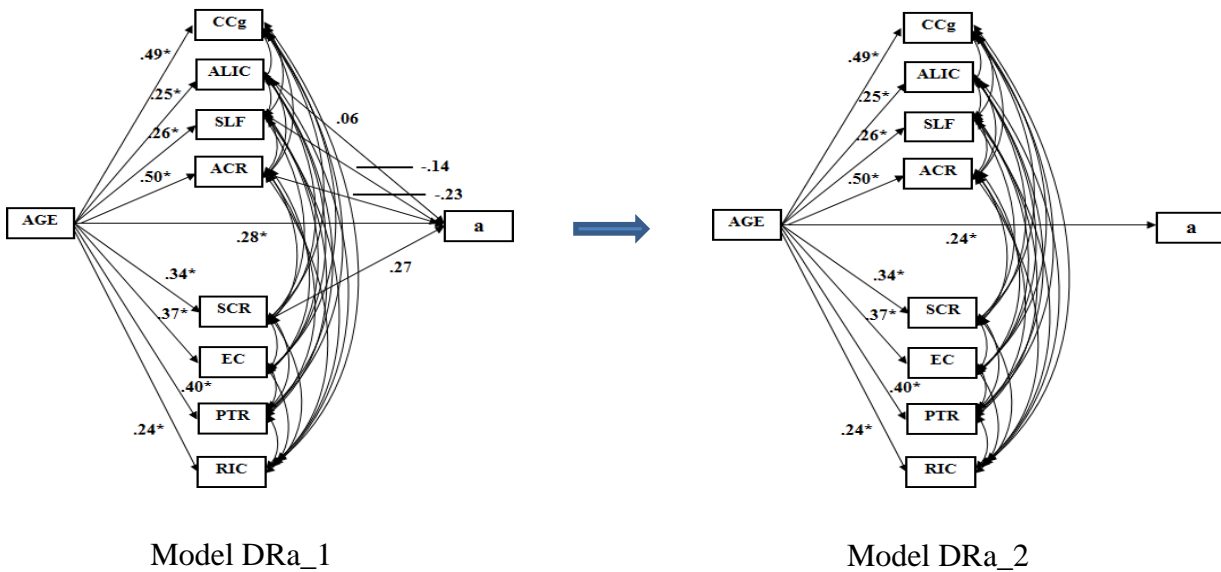 CCg
.49*
ALIC
.25*
SLF
.06
.26*
ACR
-.14
.50*
-.23
AGE
a
.28*
.34*
.27
SCR
.37*
EC
.40*
PTR
.24*
RIC
Model DRa_1
CCg
.49*
ALIC
.25*
SLF
.26*
ACR
.50*
AGE
a
.24*
.34*
SCR
.37*
EC
.40*
PTR
.24*
RIC
Model DRa_2